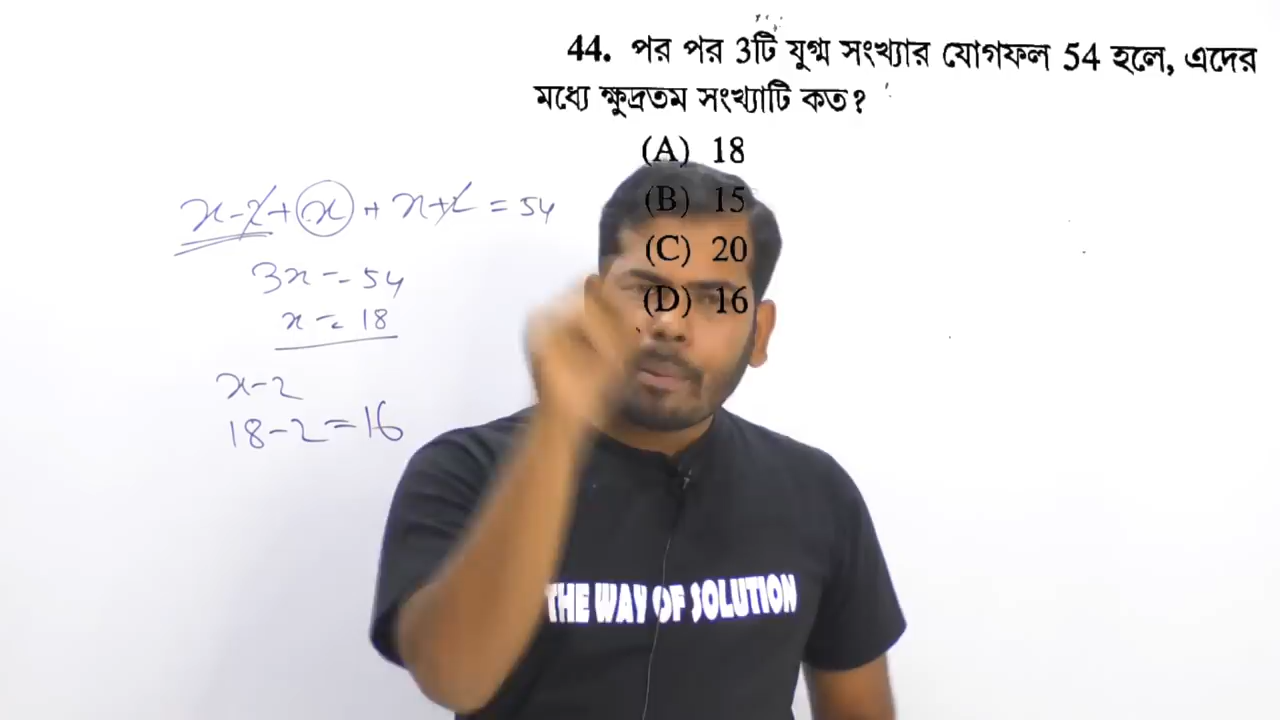 44. পর পর 3টি যুগ্ম সংখ্যার যোগফল 54 হলে, এদের
মধ্যে ক্ষুদ্রতম সংখ্যাটি কত?
(A) 18
(B) 15
(C) 20
(D) 16
x-2+x+x+2=54
3x=54
x=18
x-2
18-2=16
THE WAY OF SOLUTION